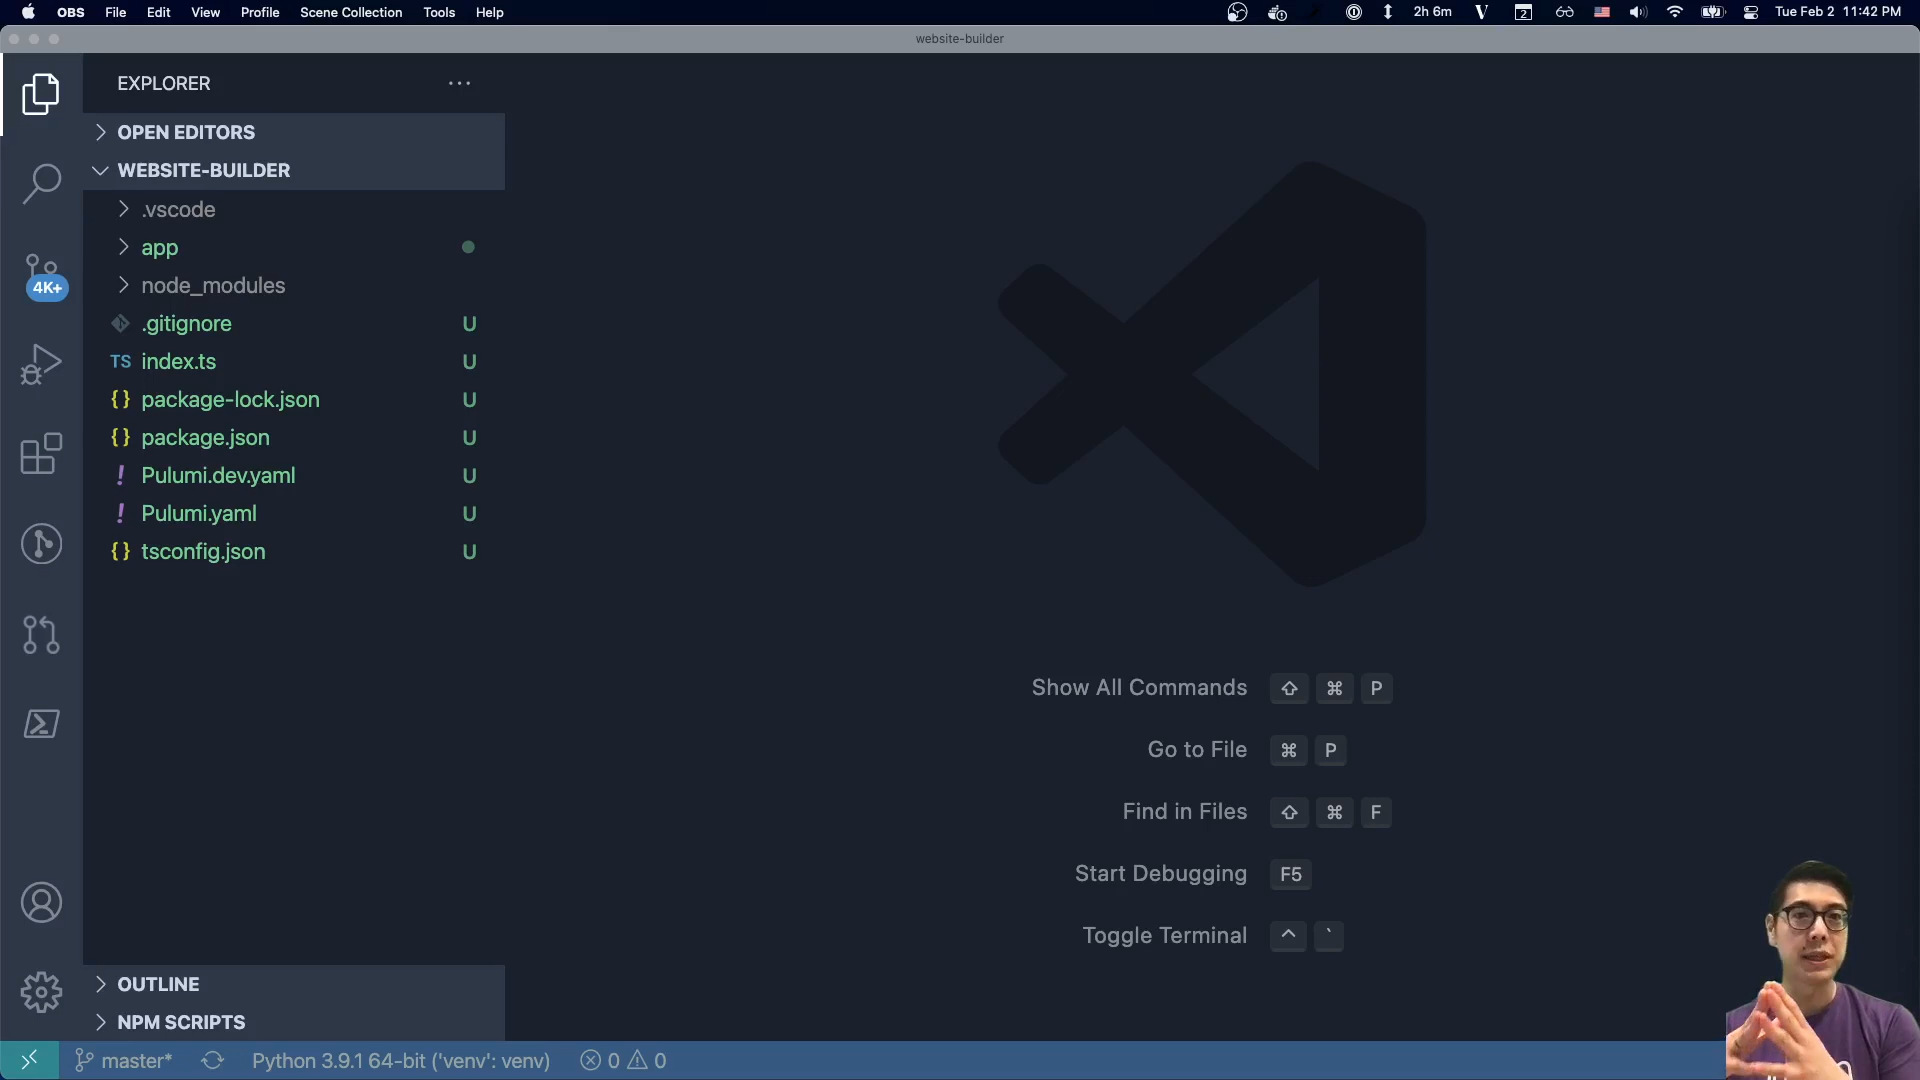 OBS File Edit View Profile Scene Collection Tools Help 2h 6m V 2 Tue Feb 2 11:42 PM
website-builder
EXPLORER
OPEN EDITORS
WEBSITE-BUILDER
.vscode
app
node_modules
4K+
.gitignore U
TS index.ts U
{} package-lock.json U
{} package.json U
! Pulumi.dev.yaml U
! Pulumi.yaml U
{} tsconfig.json U
Show All Commands ⇧ ⌘ P
Go to File ⌘ P
Find in Files ⇧ ⌘ F
Start Debugging F5
Toggle Terminal ^ `
OUTLINE
NPM SCRIPTS
master* Python 3.9.1 64-bit ('venv': venv) 0 0